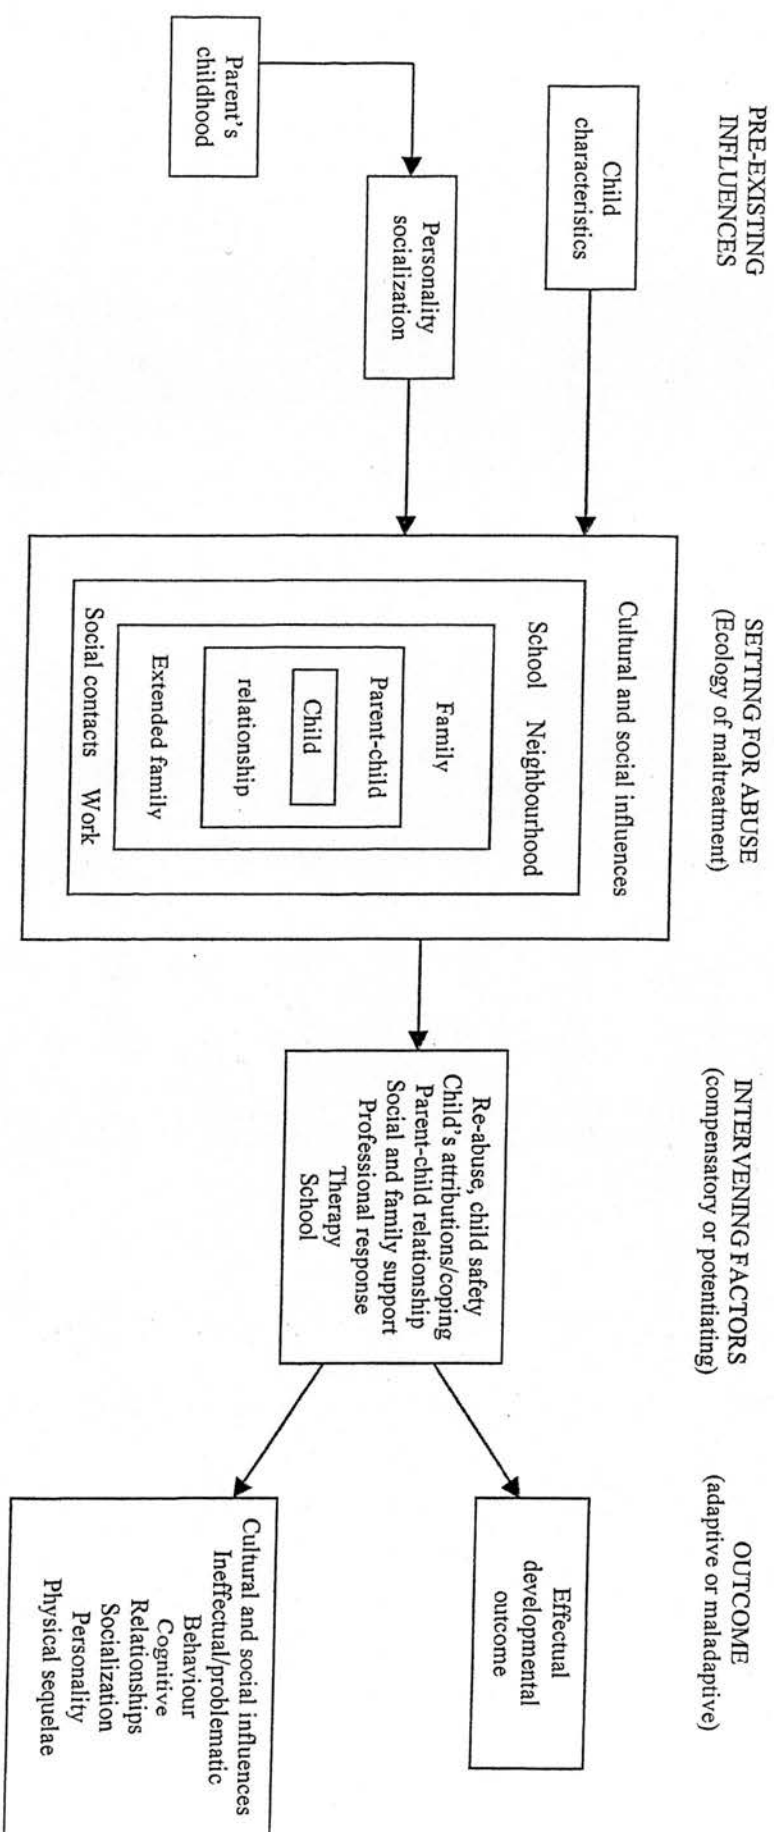 PRE-EXISTING
INFLUENCES
Child
characteristics
Personality
socialization
Parent's
childhood
SETTING FOR ABUSE
(Ecology of maltreatment)
Cultural and social influences
School Neighbourhood
Family
Parent-child
Child
relationship
Extended family
Social contacts Work
INTERVENING FACTORS
(compensatory or potentiating)
Re-abuse, child safety
Child's attributions/coping
Parent-child relationship
Social and family support
Professional response
Therapy
School
OUTCOME
(adaptive or maladaptive)
Effectual
developmental
outcome
Cultural and social influences
Ineffectual/problematic
Behaviour
Cognitive
Relationships
Socialization
Personality
Physical sequelae